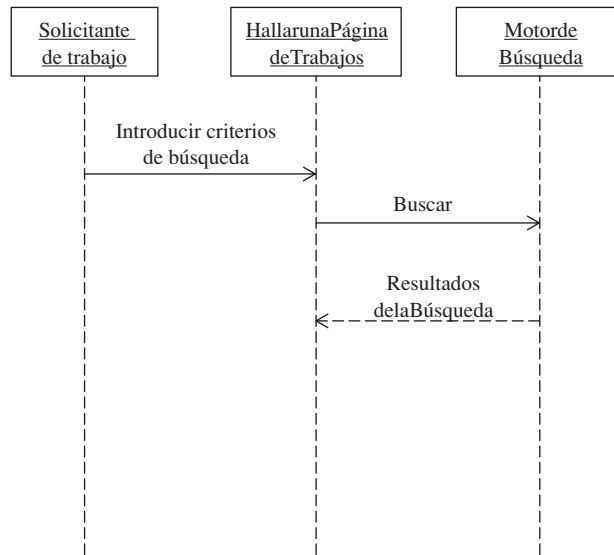 Solicitante
de trabajo
HallarunaPágina
deTrabajos
Motorde
Búsqueda
Introducir criterios
de búsqueda
Buscar
Resultados
delaBúsqueda